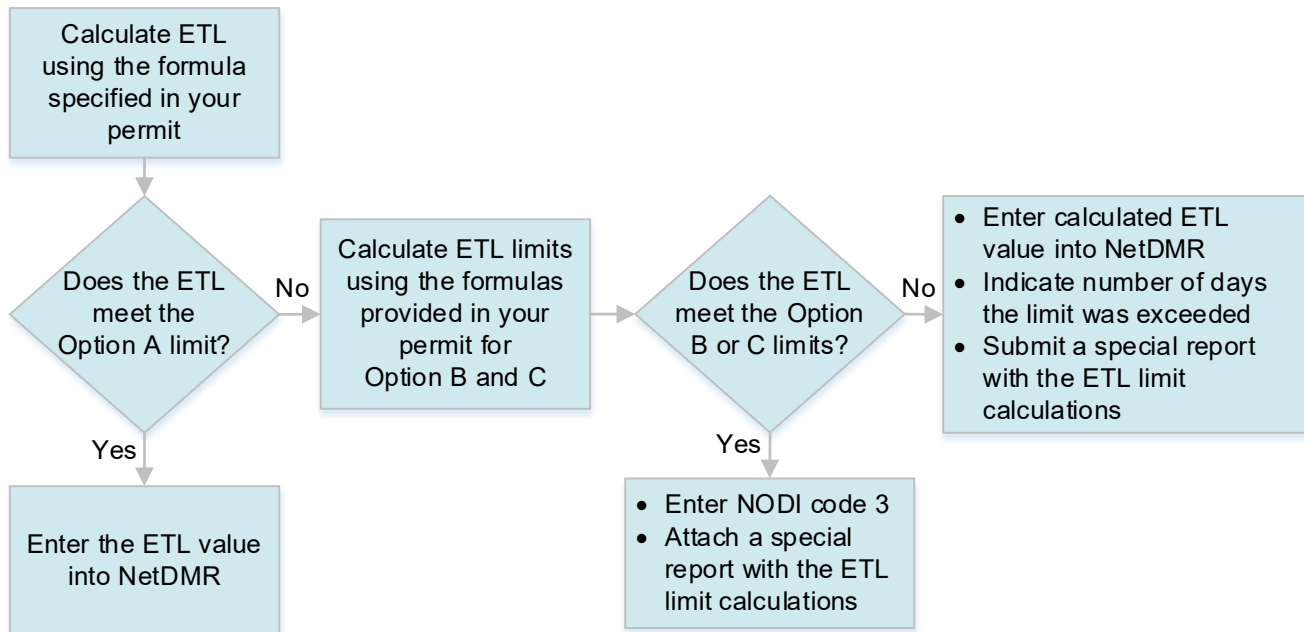 Calculate ETL
using the formula
specified in your
permit
Does the ETL
meet the
Option A limit?
No
Yes
Enter the ETL value
into NetDMR
Calculate ETL limits
using the formulas
provided in your
permit for
Option B and C
Does the ETL
meet the Option
B or C limits?
No
Yes
• Enter NODI code 3
• Attach a special
report with the ETL
limit calculations
• Enter calculated ETL
value into NetDMR
• Indicate number of days
the limit was exceeded
• Submit a special report
with the ETL limit
calculations